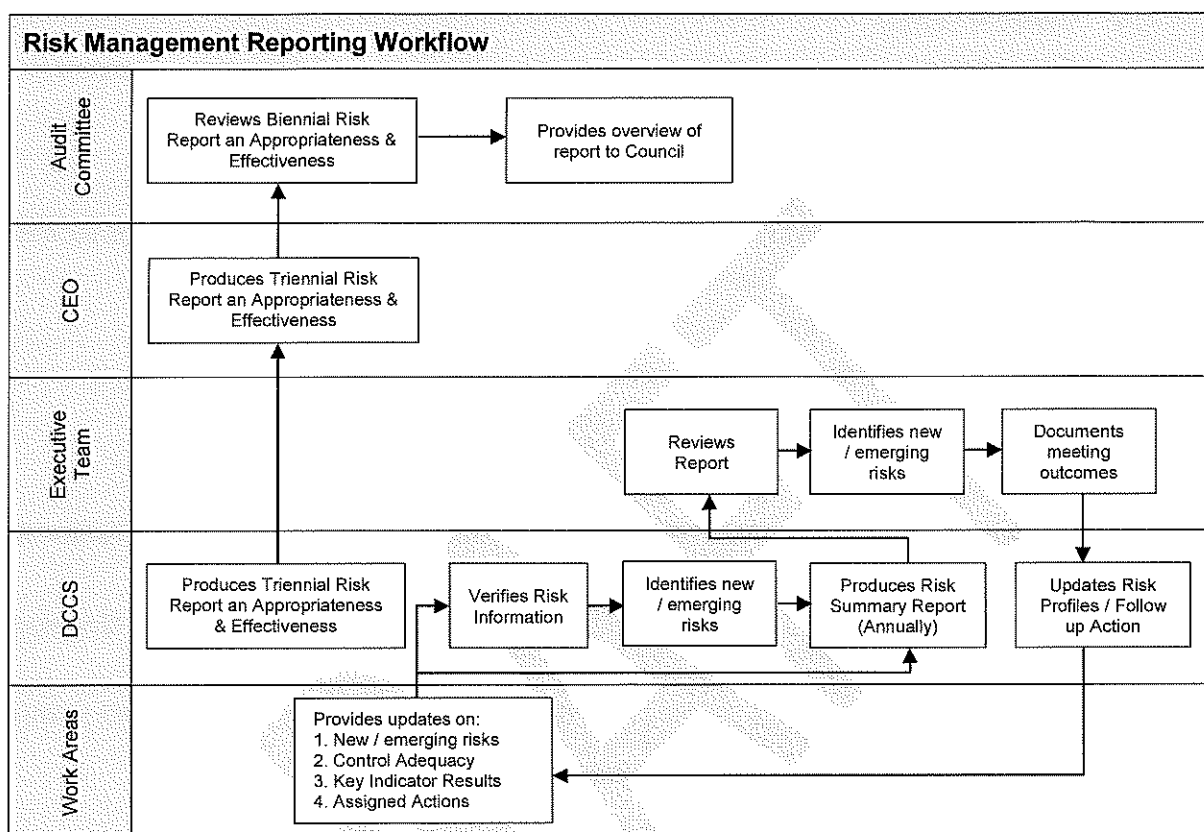 Risk Management Reporting Workflow
Audit
Committee
Reviews Biennial Risk
Report an Appropriateness &
Effectiveness
Provides overview of
report to Council
CEO
Produces Triennial Risk
Report an Appropriateness &
Effectiveness
Executive
Team
Reviews
Report
Identifies new
/ emerging
risks
Documents
meeting
outcomes
DCCS
Produces Triennial Risk
Report an Appropriateness
& Effectiveness
Verifies Risk
Information
Identifies new
/ emerging
risks
Produces Risk
Summary Report
(Annually)
Updates Risk
Profiles / Follow
up Action
Work Areas
Provides updates on:
1. New / emerging risks
2. Control Adequacy
3. Key Indicator Results
4. Assigned Actions